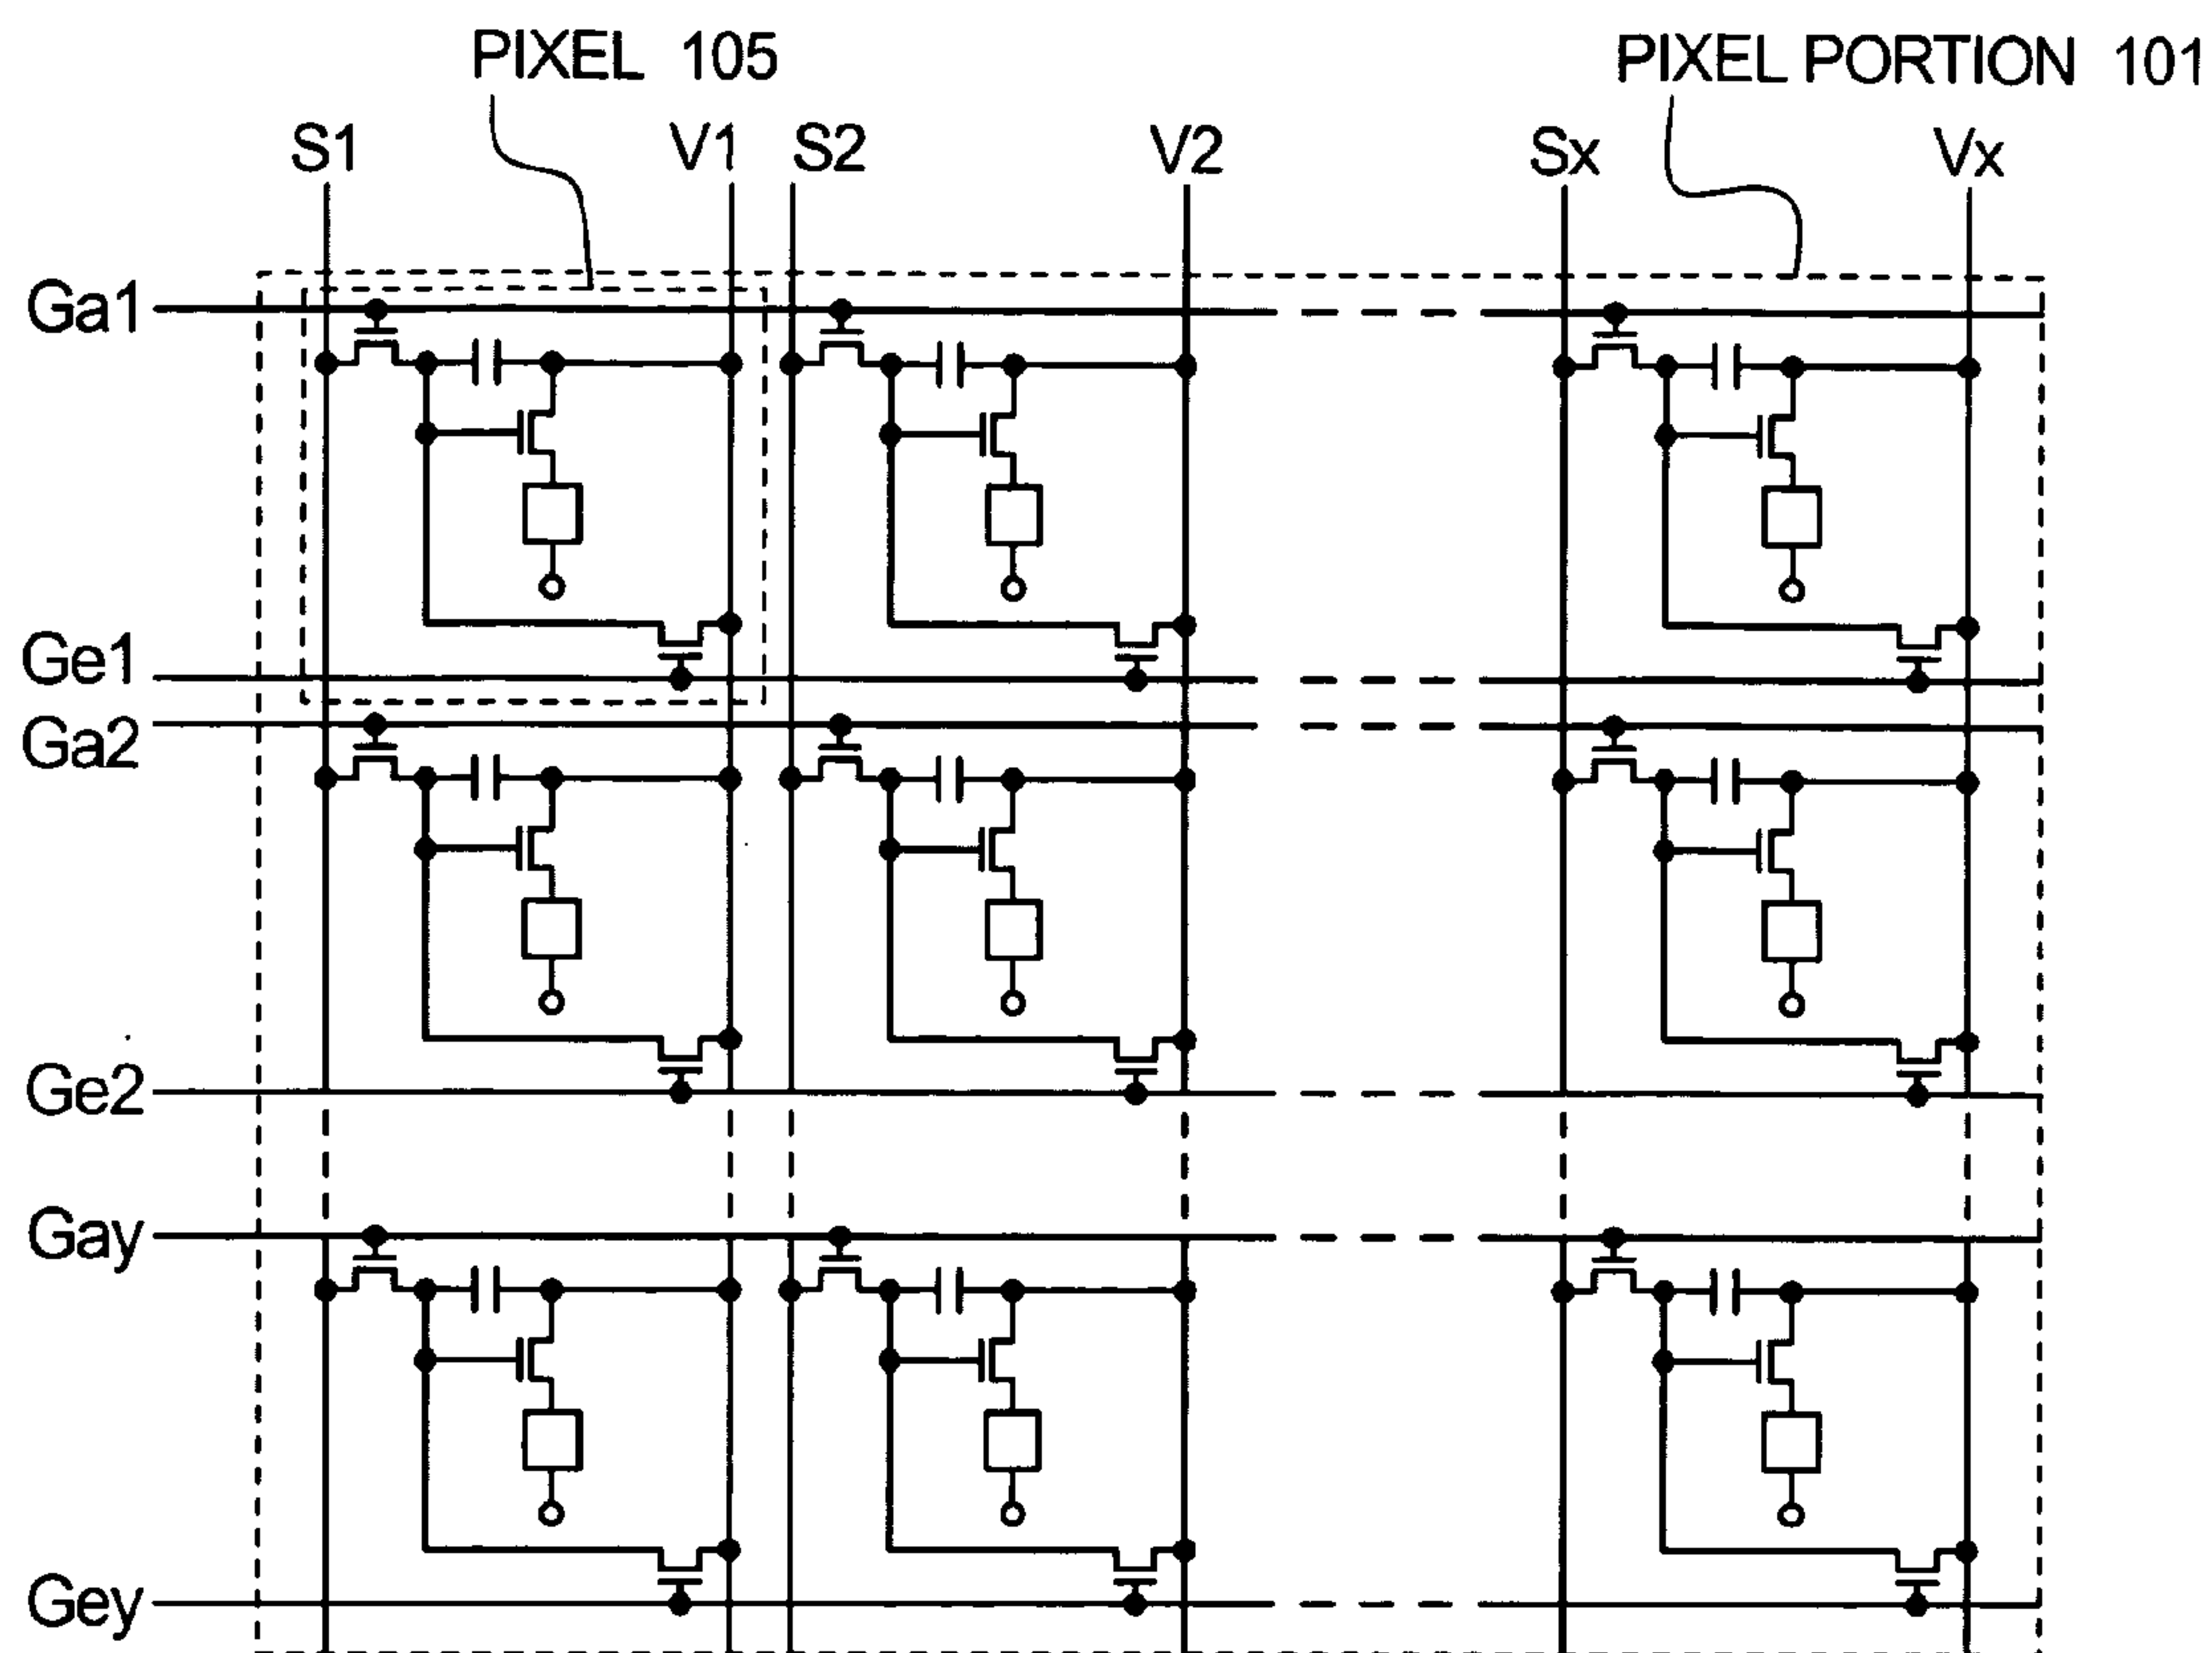 PIXEL 105
PIXEL PORTION 101
S1
V1
S2
V2
Sx
Vx
Ga1
Ge1
Ga2
Ge2
Gay
Gey